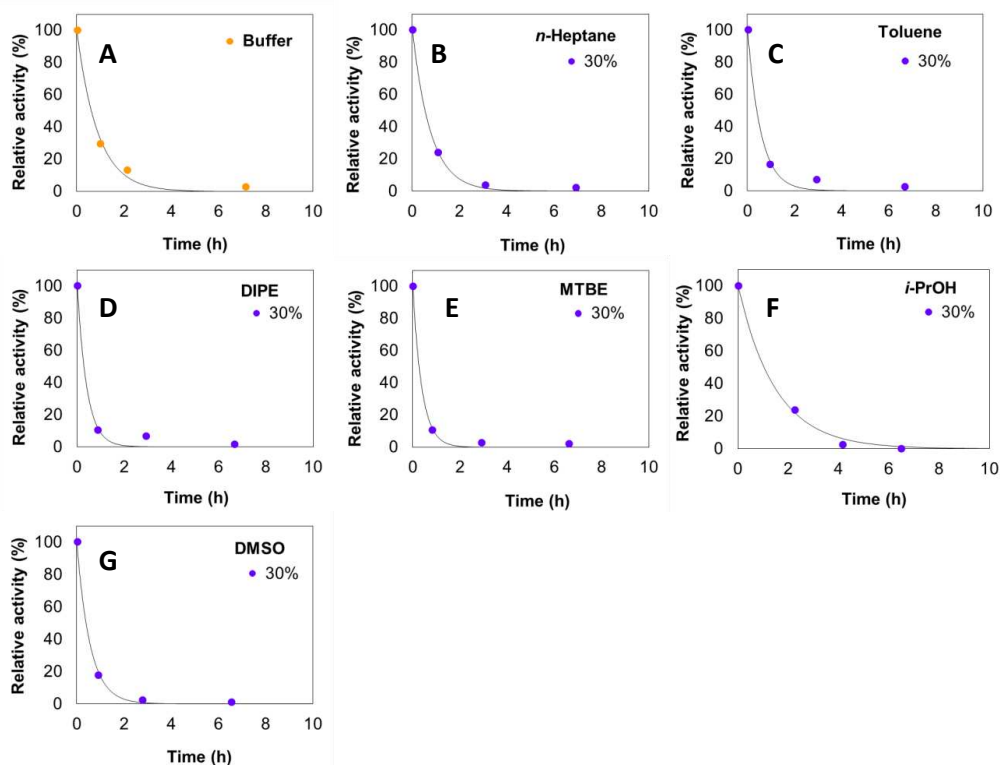 A
Buffer
Relative activity (%)
100
80
60
40
20
0
0 2 4 6 8 10
Time (h)
B
n-Heptane
30%
Relative activity (%)
100
80
60
40
20
0
0 2 4 6 8 10
Time (h)
C
Toluene
30%
Relative activity (%)
100
80
60
40
20
0
0 2 4 6 8 10
Time (h)
D
DIPE
30%
Relative activity (%)
100
80
60
40
20
0
0 2 4 6 8 10
Time (h)
E
MTBE
30%
Relative activity (%)
100
80
60
40
20
0
0 2 4 6 8 10
Time (h)
F
i-PrOH
30%
Relative activity (%)
100
80
60
40
20
0
0 2 4 6 8 10
Time (h)
G
DMSO
30%
Relative activity (%)
100
80
60
40
20
0
0 2 4 6 8 10
Time (h)